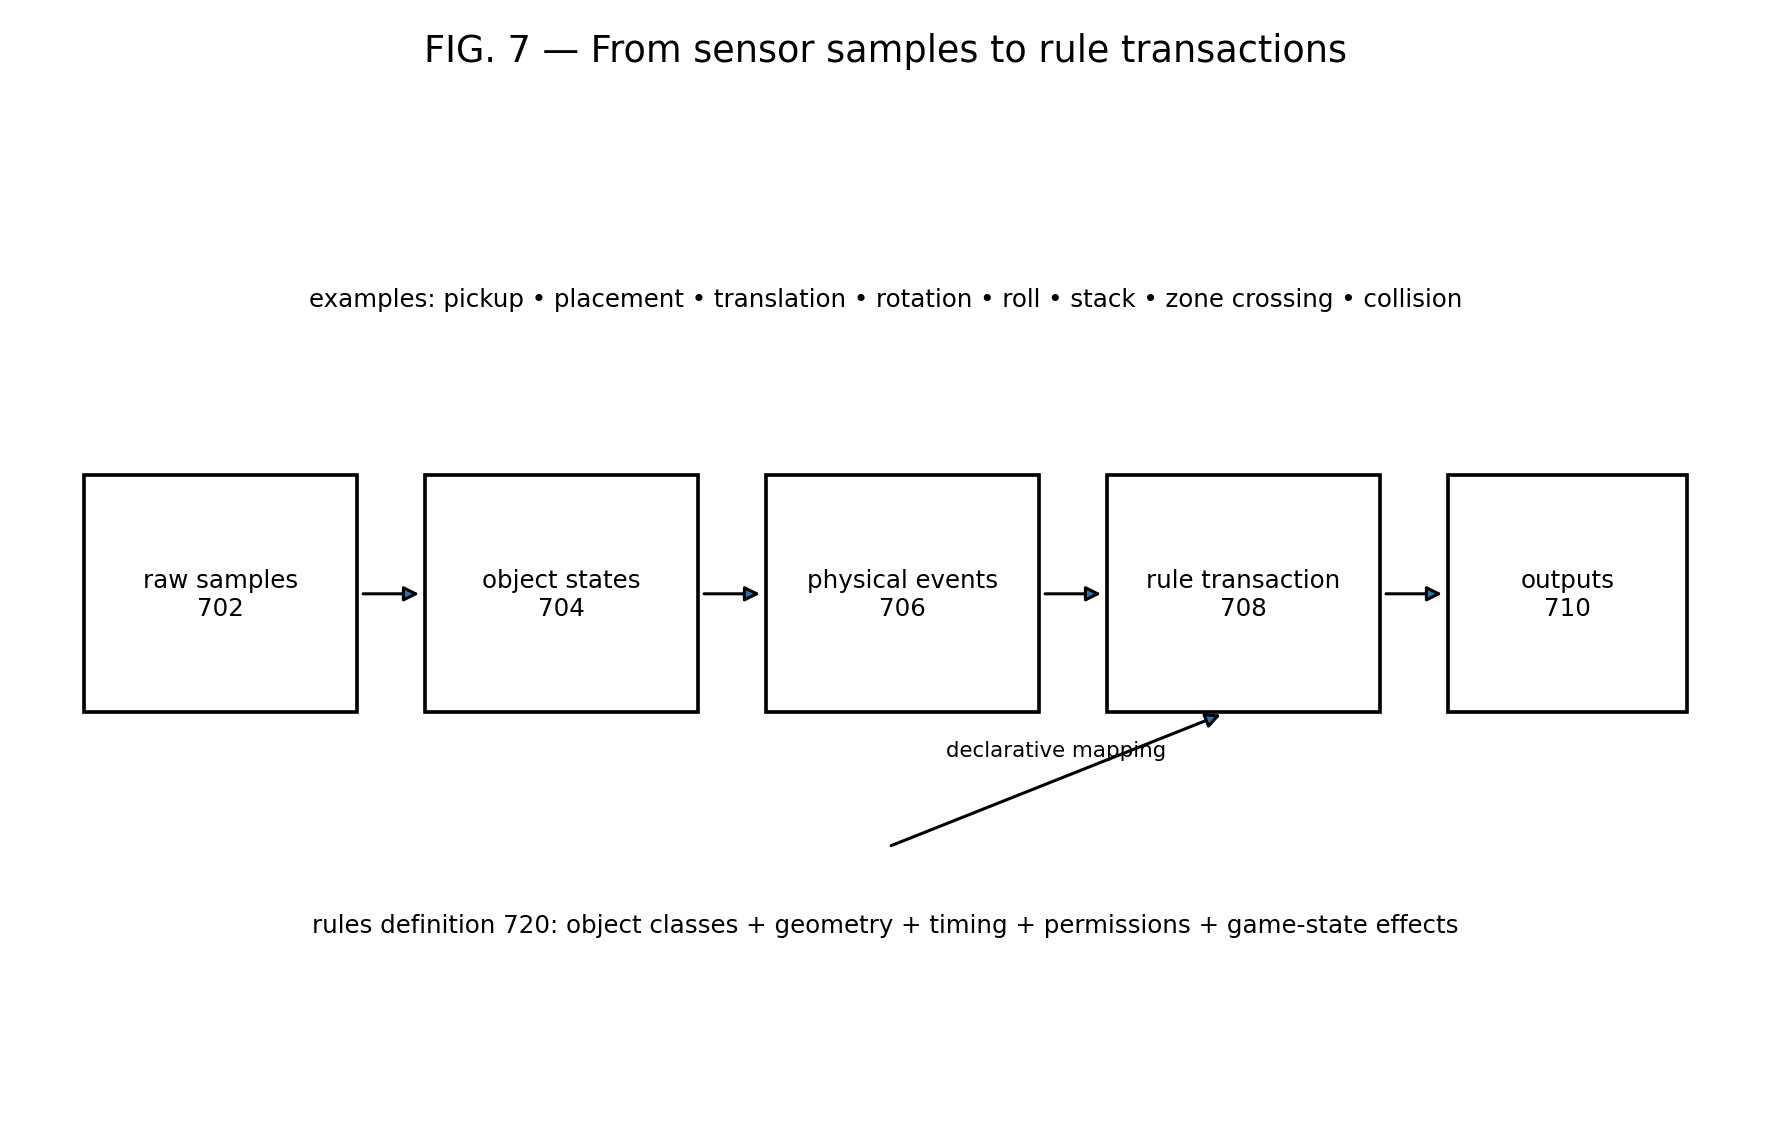 FIG. 7 — From sensor samples to rule transactions
examples: pickup • placement • translation • rotation • roll • stack • zone crossing • collision
raw samples
702
object states
704
physical events
706
rule transaction
708
outputs
710
declarative mapping
rules definition 720: object classes + geometry + timing + permissions + game-state effects